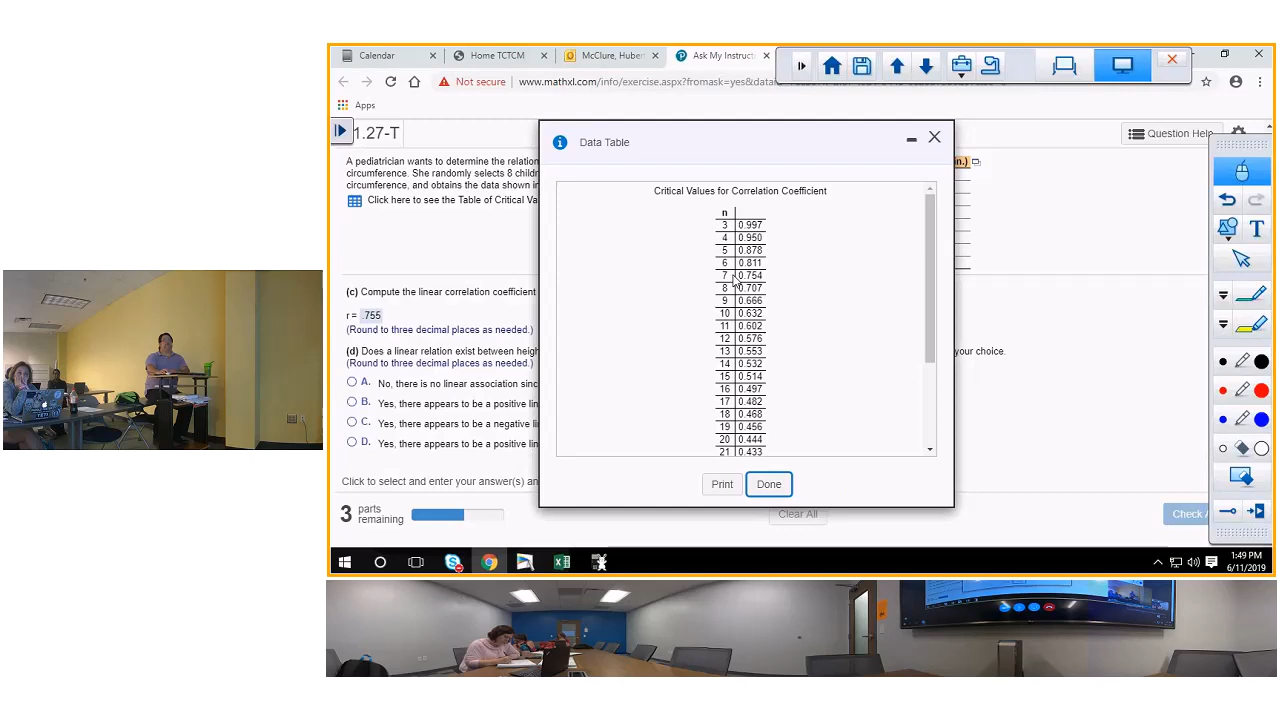 Calendar
Home TCTCM
McClure, Huber
Ask My Instruct
Not secure
www.mathxl.com/info/exercise.aspx?fromask=yes&data
Apps
1.27-T
Question Help
A pediatrician wants to determine the relation
circumference. She randomly selects 8 childr
circumference, and obtains the data shown in
Click here to see the Table of Critical Va
n.)
(c) Compute the linear correlation coefficient
r = .755
(Round to three decimal places as needed.)
(d) Does a linear relation exist between heigh
your choice.
(Round to three decimal places as needed.)
A. No, there is no linear association sinc
B. Yes, there appears to be a positive lin
C. Yes, there appears to be a negative li
D. Yes, there appears to be a positive lin
Click to select and enter your answer(s) an
3 parts remaining
Clear All
Check A
Data Table
Critical Values for Correlation Coefficient
n
3 0.997
4 0.950
5 0.878
6 0.811
7 0.754
8 0.707
9 0.666
10 0.632
11 0.602
12 0.576
13 0.553
14 0.532
15 0.514
16 0.497
17 0.482
18 0.468
19 0.456
20 0.444
21 0.433
Print
Done
T
1:49 PM
6/11/2019